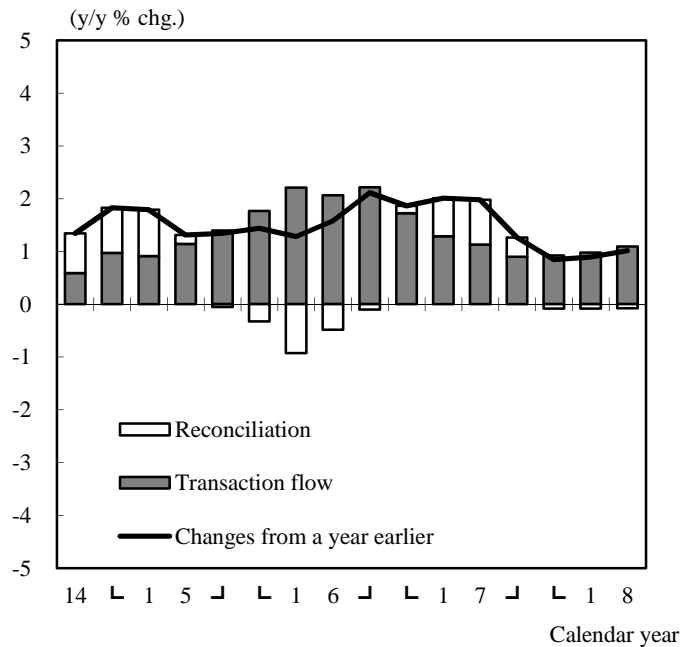 (y/y % chg.)
5
4
3
2
1
0
-1
-2
-3
-4
-5
Reconciliation
Transaction flow
Changes from a year earlier
14 1 5 1 6 1 7 1 8
Calendar year